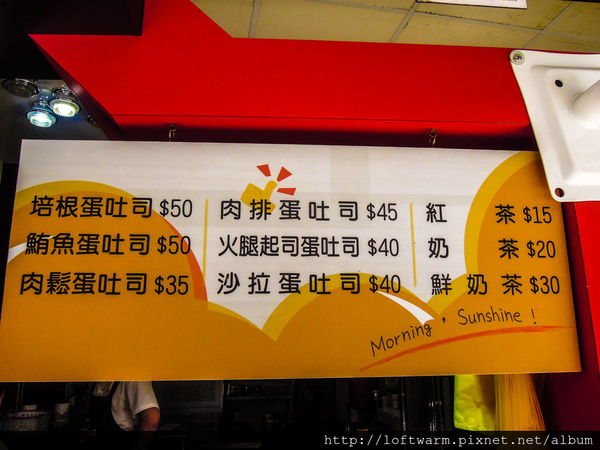 培根蛋吐司 $50
鮪魚蛋吐司 $50
肉鬆蛋吐司 $35
肉排蛋吐司 $45
火腿起司蛋吐司 $40
沙拉蛋吐司 $40
紅茶 $15
奶茶 $20
鮮奶茶 $30
Morning , Sunshine !
http://loftwarm.pixnet.net/album